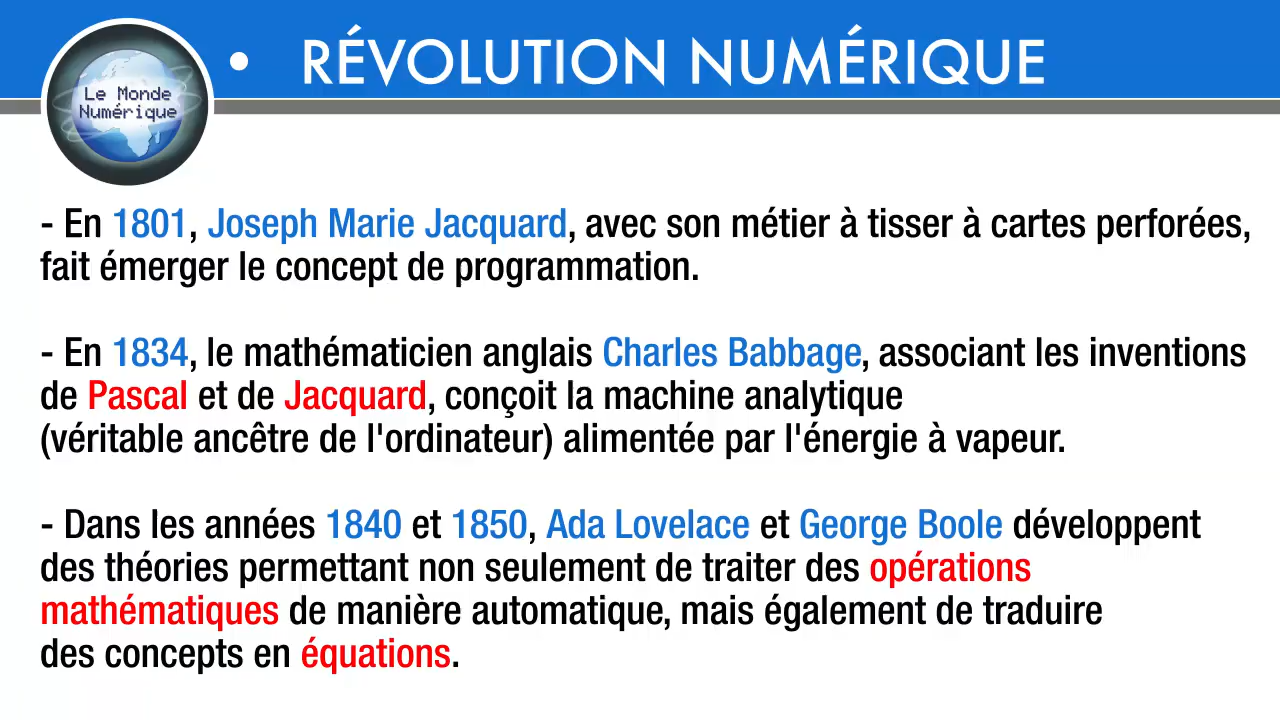 • RÉVOLUTION NUMÉRIQUE
Le Monde
Numérique
- En 1801, Joseph Marie Jacquard, avec son métier à tisser à cartes perforées,
fait émerger le concept de programmation.
- En 1834, le mathématicien anglais Charles Babbage, associant les inventions
de Pascal et de Jacquard, conçoit la machine analytique
(véritable ancêtre de l'ordinateur) alimentée par l'énergie à vapeur.
- Dans les années 1840 et 1850, Ada Lovelace et George Boole développent
des théories permettant non seulement de traiter des opérations
mathématiques de manière automatique, mais également de traduire
des concepts en équations.